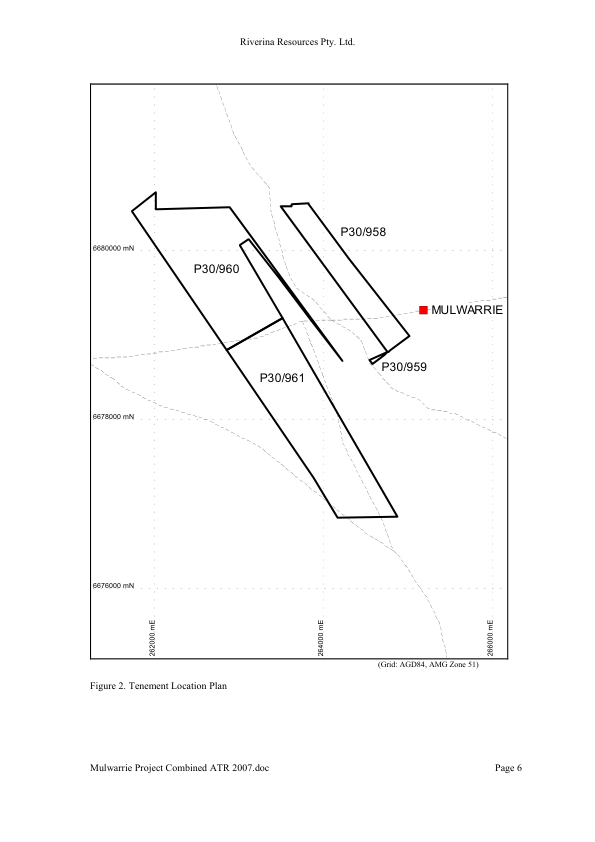 Riverina Resources Pty. Ltd.
P30/958
6680000 mN
P30/960
MULWARRIE
P30/959
P30/961
6678000 mN
6676000 mN
262000 mE
264000 mE
266000 mE
(Grid: AGD84, AMG Zone 51)
Figure 2. Tenement Location Plan
Mulwarrie Project Combined ATR 2007.doc
Page 6